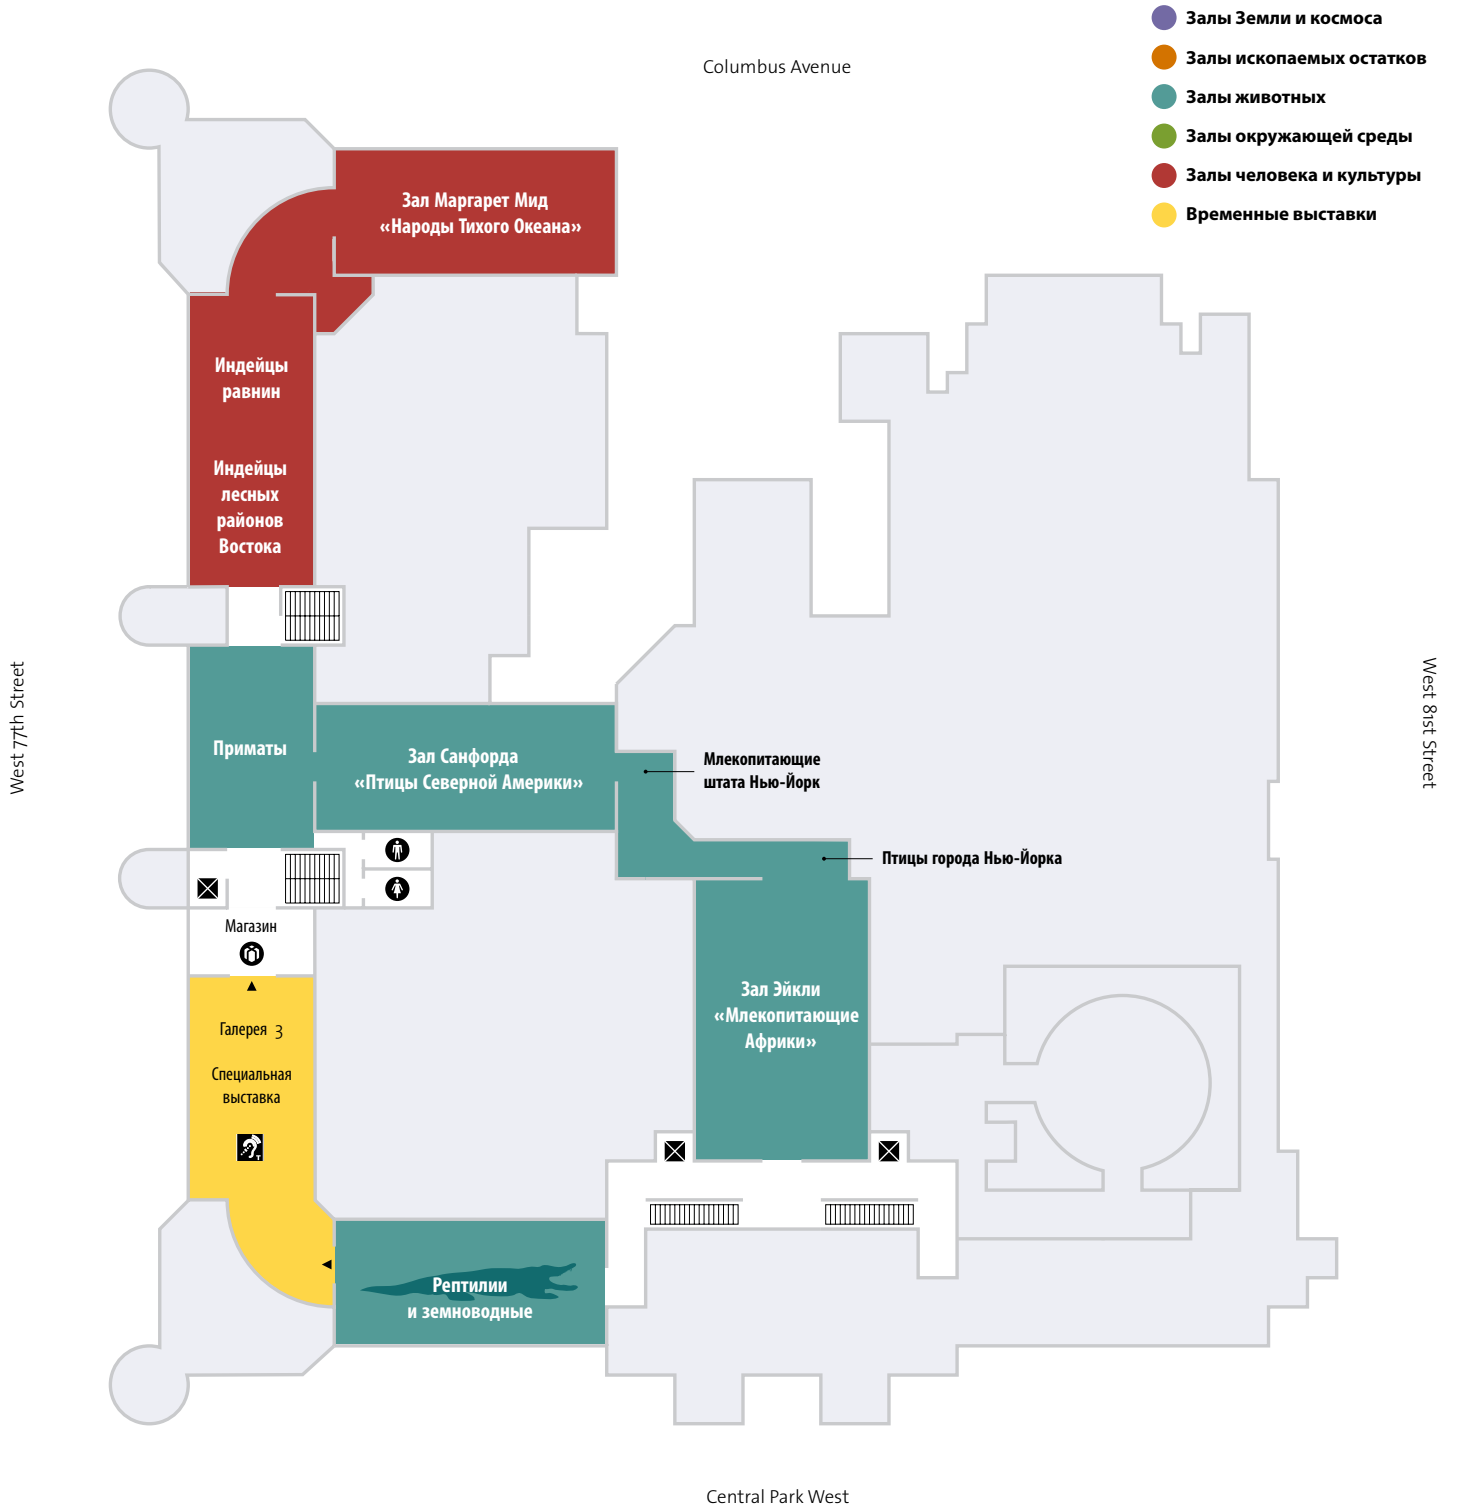 Залы Земли и космоса
Залы ископаемых остатков
Залы животных
Залы окружающей среды
Залы человека и культуры
Временные выставки
Columbus Avenue
Зал Маргарет Мид
«Народы Тихого Океана»
Индейцы
равнин
Индейцы
лесных
районов
Востока
West 77th Street
West 81st Street
Приматы
Зал Санфорда
«Птицы Северной Америки»
Млекопитающие
штата Нью-Йорк
Птицы города Нью-Йорка
Магазин
Галерея 3
Специальная
выставка
T
Зал Эйкли
«Млекопитающие
Африки»
Рептилии
и земноводные
Central Park West